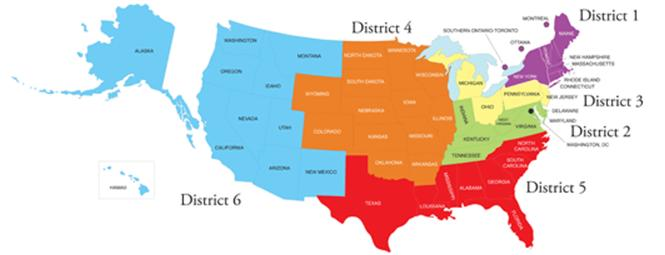 MONTREAL
District 1
District 4
SOUTHERN ONTARIO/TORONTO
OTTAWA
MAINE
ALASKA
WASHINGTON
MONTANA
NORTH DAKOTA
MINNESOTA
NEW HAMPSHIRE
MASSACHUSETTS
OREGON
IDAHO
SOUTH DAKOTA
WISCONSIN
MICHIGAN
NEW YORK
RHODE ISLAND
CONNECTICUT
WYOMING
NEBRASKA
IOWA
PENNSYLVANIA
NEW JERSEY
District 3
NEVADA
UTAH
COLORADO
KANSAS
MISSOURI
ILLINOIS
INDIANA
OHIO
WEST
VIRGINIA
DELAWARE
MARYLAND
VIRGINIA
District 2
WASHINGTON, DC
CALIFORNIA
KENTUCKY
TENNESSEE
NORTH
CAROLINA
ARIZONA
NEW MEXICO
OKLAHOMA
ARKANSAS
SOUTH
CAROLINA
HAWAII
District 6
TEXAS
LOUISIANA
MISSISSIPPI
ALABAMA
GEORGIA
District 5
FLORIDA